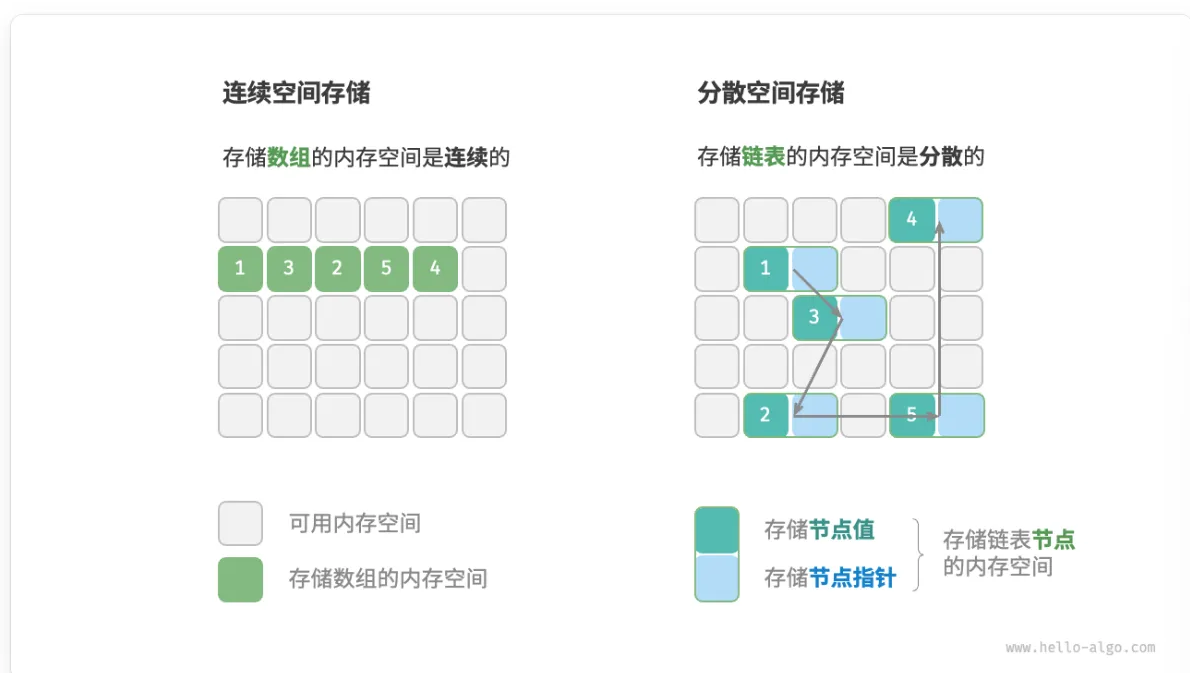 连续空间存储
存储数组的内存空间是连续的
1 3 2 5 4
可用内存空间
存储数组的内存空间
分散空间存储
存储链表的内存空间是分散的
4
1
3
2 5
存储节点值
存储节点指针
存储链表节点
的内存空间
www.hello-algo.com